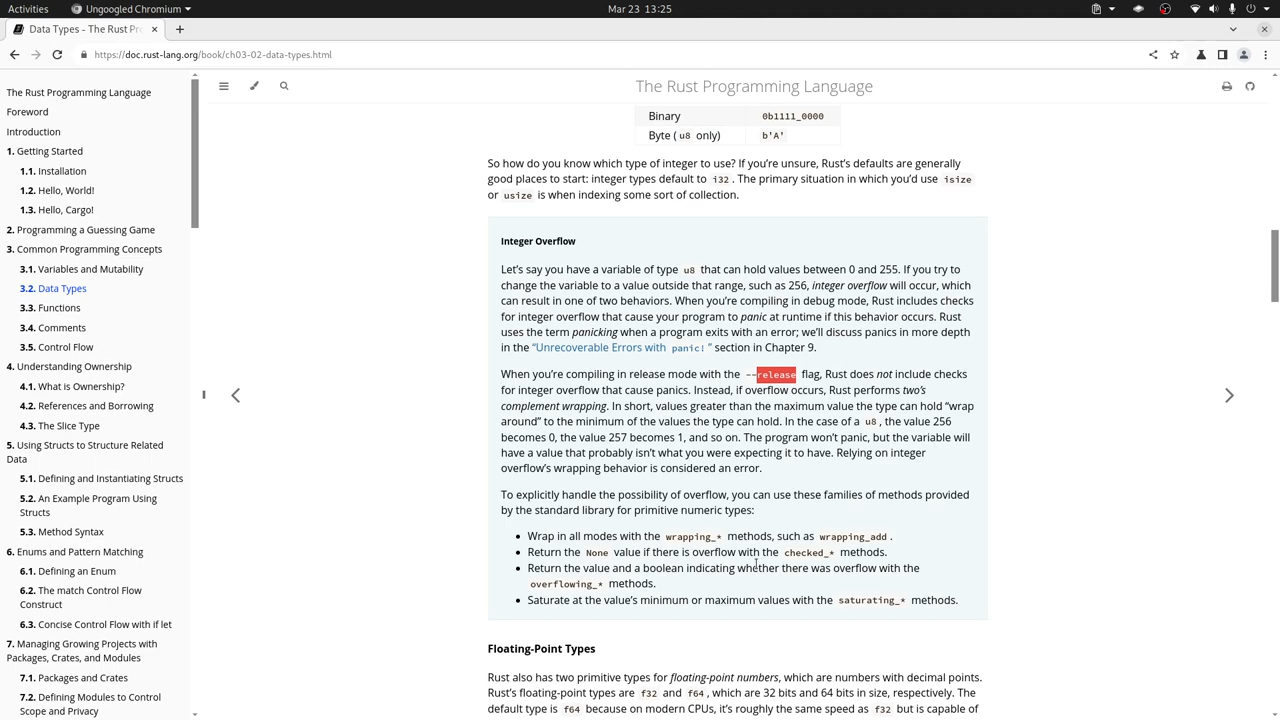 Activities
Ungoogled Chromium
Mar 23 13:25
Data Types - The Rust Pr
https://doc.rust-lang.org/book/ch03-02-data-types.html
The Rust Programming Language
Foreword
Introduction
1. Getting Started
1.1. Installation
1.2. Hello, World!
1.3. Hello, Cargo!
2. Programming a Guessing Game
3. Common Programming Concepts
3.1. Variables and Mutability
3.2. Data Types
3.3. Functions
3.4. Comments
3.5. Control Flow
4. Understanding Ownership
4.1. What is Ownership?
4.2. References and Borrowing
4.3. The Slice Type
5. Using Structs to Structure Related
Data
5.1. Defining and Instantiating Structs
5.2. An Example Program Using
Structs
5.3. Method Syntax
6. Enums and Pattern Matching
6.1. Defining an Enum
6.2. The match Control Flow
Construct
6.3. Concise Control Flow with if let
7. Managing Growing Projects with
Packages, Crates, and Modules
7.1. Packages and Crates
7.2. Defining Modules to Control
Scope and Privacy
The Rust Programming Language
Binary 0b1111_0000
Byte ( u8 only) b'A'
So how do you know which type of integer to use? If you’re unsure, Rust’s defaults are generally
good places to start: integer types default to i32 . The primary situation in which you’d use isize
or usize is when indexing some sort of collection.
Integer Overflow
Let’s say you have a variable of type u8 that can hold values between 0 and 255. If you try to
change the variable to a value outside that range, such as 256, integer overflow will occur, which
can result in one of two behaviors. When you’re compiling in debug mode, Rust includes checks
for integer overflow that cause your program to panic at runtime if this behavior occurs. Rust
uses the term panicking when a program exits with an error; we’ll discuss panics in more depth
in the “Unrecoverable Errors with panic! ” section in Chapter 9.
When you’re compiling in release mode with the --release flag, Rust does not include checks
for integer overflow that cause panics. Instead, if overflow occurs, Rust performs two’s
complement wrapping. In short, values greater than the maximum value the type can hold “wrap
around” to the minimum of the values the type can hold. In the case of a u8 , the value 256
becomes 0, the value 257 becomes 1, and so on. The program won’t panic, but the variable will
have a value that probably isn’t what you were expecting it to have. Relying on integer
overflow’s wrapping behavior is considered an error.
To explicitly handle the possibility of overflow, you can use these families of methods provided
by the standard library for primitive numeric types:
• Wrap in all modes with the wrapping_* methods, such as wrapping_add .
• Return the None value if there is overflow with the checked_* methods.
• Return the value and a boolean indicating whether there was overflow with the
overflowing_* methods.
• Saturate at the value’s minimum or maximum values with the saturating_* methods.
Floating-Point Types
Rust also has two primitive types for floating-point numbers, which are numbers with decimal points.
Rust’s floating-point types are f32 and f64 , which are 32 bits and 64 bits in size, respectively. The
default type is f64 because on modern CPUs, it’s roughly the same speed as f32 but is capable of